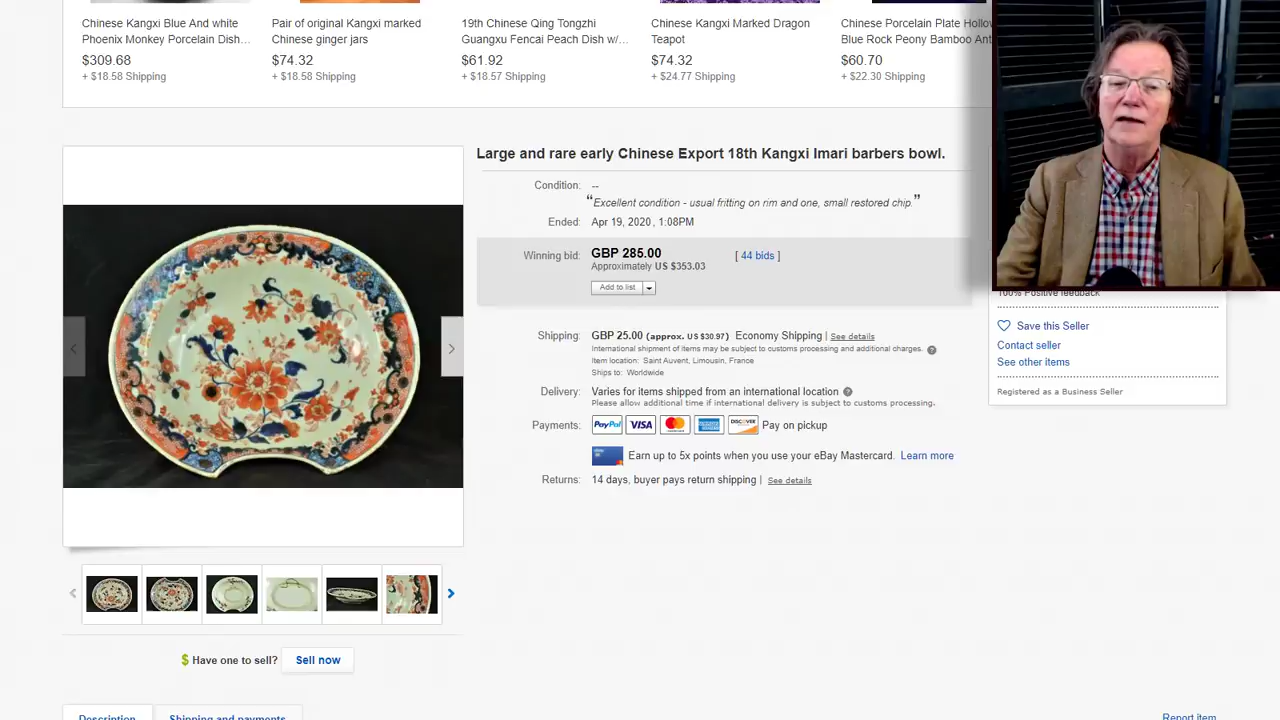 Chinese Kangxi Blue And white
Phoenix Monkey Porcelain Dish...
$309.68
+ $18.58 Shipping
Pair of original Kangxi marked
Chinese ginger jars
$74.32
+ $18.58 Shipping
19th Chinese Qing Tongzhi
Guangxu Fencai Peach Dish w/...
$61.92
+ $18.57 Shipping
Chinese Kangxi Marked Dragon
Teapot
$74.32
+ $24.77 Shipping
Chinese Porcelain Plate Hollow
Blue Rock Peony Bamboo Ant
$60.70
+ $22.30 Shipping
Large and rare early Chinese Export 18th Kangxi Imari barbers bowl.
Condition: --
“Excellent condition - usual fritting on rim and one, small restored chip.”
Ended: Apr 19, 2020 , 1:08PM
Winning bid: GBP 285.00 [ 44 bids ]
Approximately US $353.03
Add to list
Shipping: GBP 25.00 (approx. US $30.97) Economy Shipping | See details
International shipment of items may be subject to customs processing and additional charges.
Item location: Saint Auvent, Limousin, France
Ships to: Worldwide
Delivery: Varies for items shipped from an international location
Please allow additional time if international delivery is subject to customs processing.
Payments: PayPal VISA MasterCard DISCOVER Pay on pickup
Earn up to 5x points when you use your eBay Mastercard. Learn more
Returns: 14 days, buyer pays return shipping | See details
100% Positive feedback
Save this Seller
Contact seller
See other items
Registered as a Business Seller
$ Have one to sell? Sell now
Description
Shipping and payments
Report item